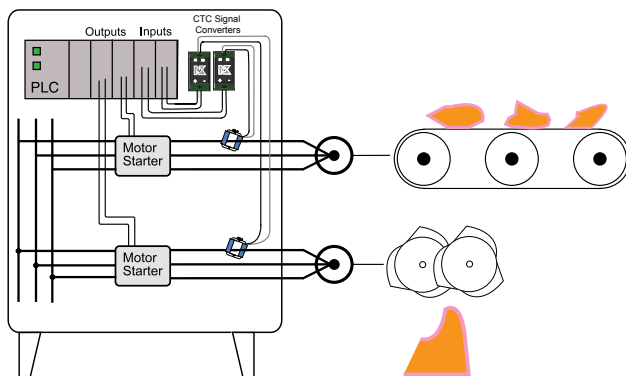 CTC Signal
Converters
Outputs Inputs
PLC
Motor
Starter
Motor
Starter